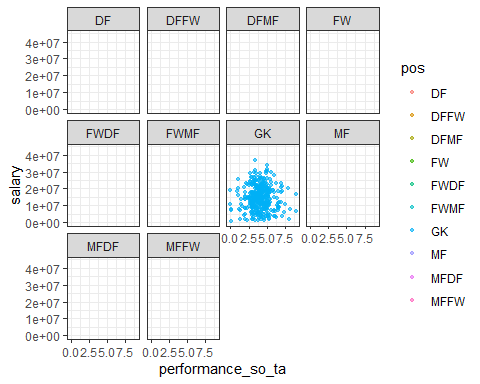 DF DFFW DFMF FW
4e+07
3e+07
2e+07
1e+07
0e+00
FWDF FWMF GK MF
4e+07
3e+07
2e+07
1e+07
0e+00
0.02.55.07.5 0.02.55.07.5
MFDF MFFW
4e+07
3e+07
2e+07
1e+07
0e+00
0.02.55.07.5 0.02.55.07.5
performance_so_ta
salary
pos
DF
DFFW
DFMF
FW
FWDF
FWMF
GK
MF
MFDF
MFFW